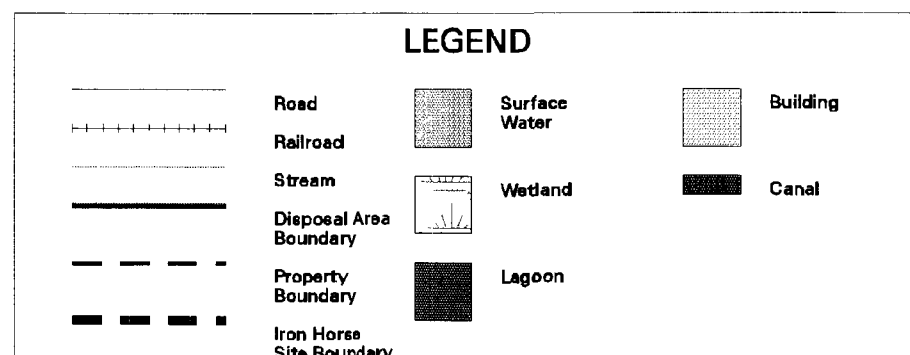 LEGEND
Road
Railroad
Stream
Disposal Area
Boundary
Property
Boundary
Iron Horse
Site Boundary
Surface
Water
Wetland
Lagoon
Building
Canal